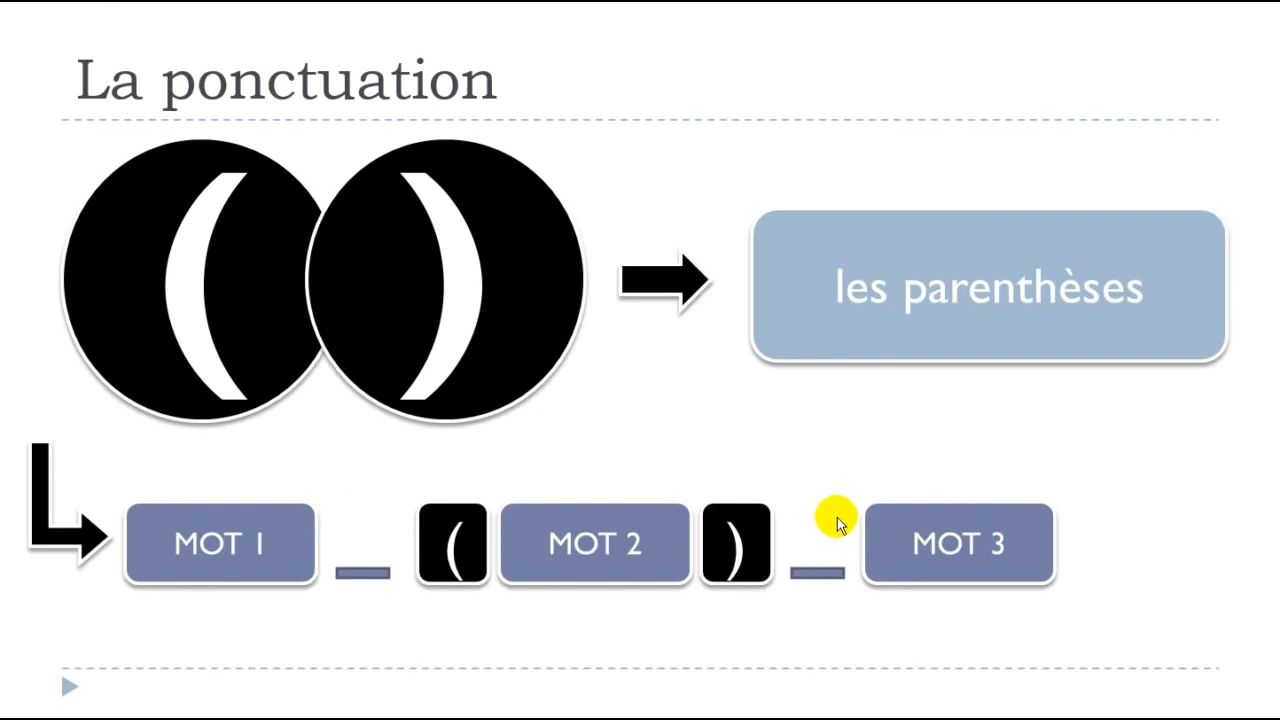 La ponctuation
( )
les parenthèses
MOT 1 _ ( MOT 2 ) _ MOT 3